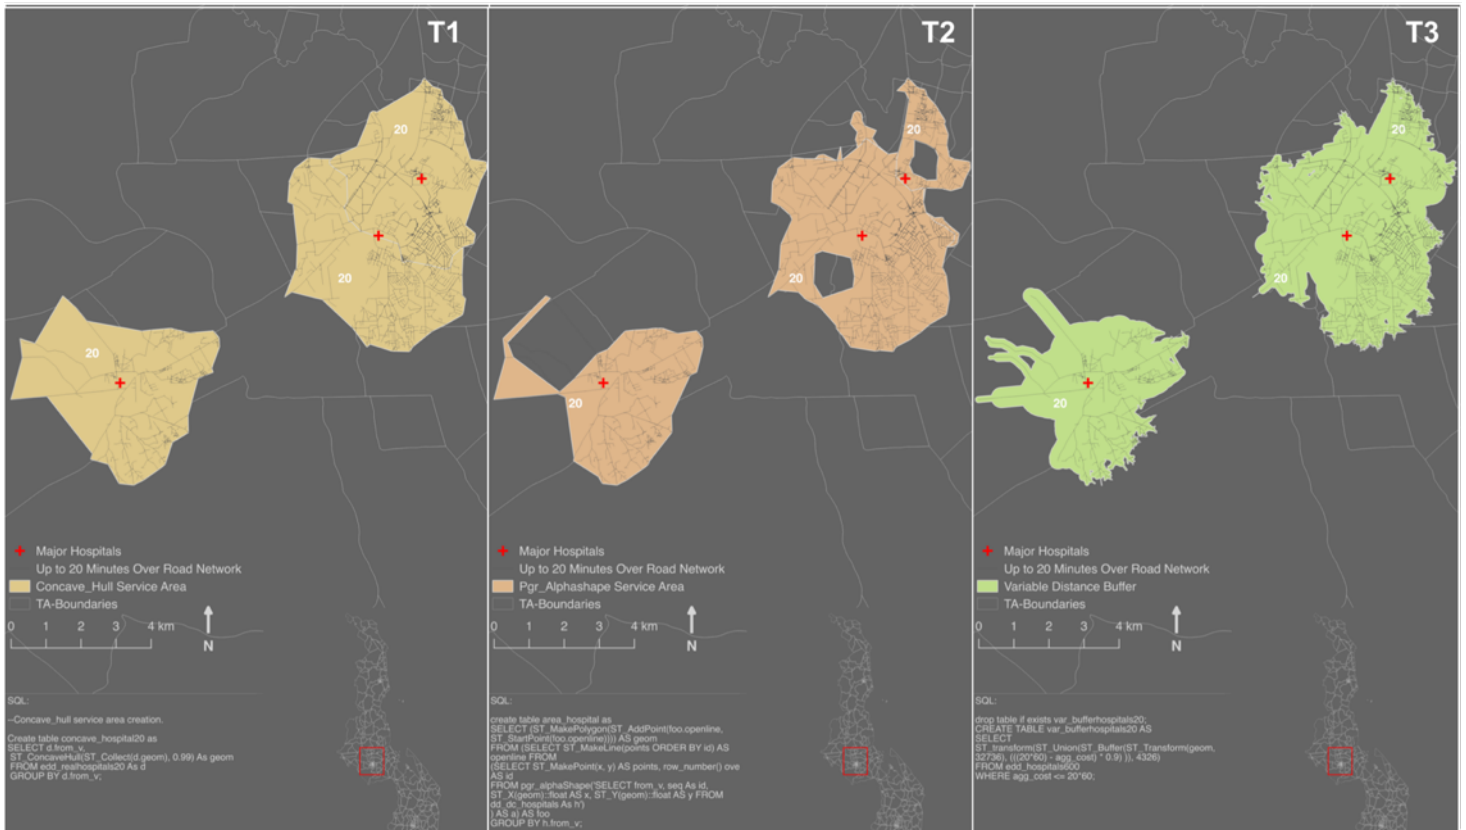 T1
20
20
20
Major Hospitals
Up to 20 Minutes Over Road Network
Concave_Hull Service Area
TA-Boundaries
0 1 2 3 4 km
N
SQL:
--Concave_hull service area creation.
Create table concave_hospital20 as
SELECT d.from_v,
ST_ConcaveHull(ST_Collect(d.geom), 0.99) As geom
FROM edd_realhospitals20 As d
GROUP BY d.from_v;
T2
20
20
20
Major Hospitals
Up to 20 Minutes Over Road Network
Pgr_Alphashape Service Area
TA-Boundaries
0 1 2 3 4 km
N
SQL:
create table area_hospital as
SELECT (ST_MakePolygon(ST_AddPoint(foo.openline,
ST_StartPoint(foo.openline)))) AS geom
FROM (SELECT ST_MakeLine(points ORDER BY id) AS
openline FROM
(SELECT ST_MakePoint(x, y) AS points, row_number() ove
AS id
FROM pgr_alphaShape('SELECT from_v, seq As id,
ST_X(geom)::float AS x, ST_Y(geom)::float AS y FROM
dd_dc_hospitals As h')
) AS a) AS foo
GROUP BY h.from_v;
T3
20
20
20
Major Hospitals
Up to 20 Minutes Over Road Network
Variable Distance Buffer
TA-Boundaries
0 1 2 3 4 km
N
SQL:
drop table if exists var_bufferhospitals20;
CREATE TABLE var_bufferhospitals20 AS
SELECT
ST_transform(ST_Union(ST_Buffer(ST_Transform(geom,
32736), (((20*60) - agg_cost) * 0.9) )), 4326)
FROM edd_hospitals600
WHERE agg_cost <= 20*60;